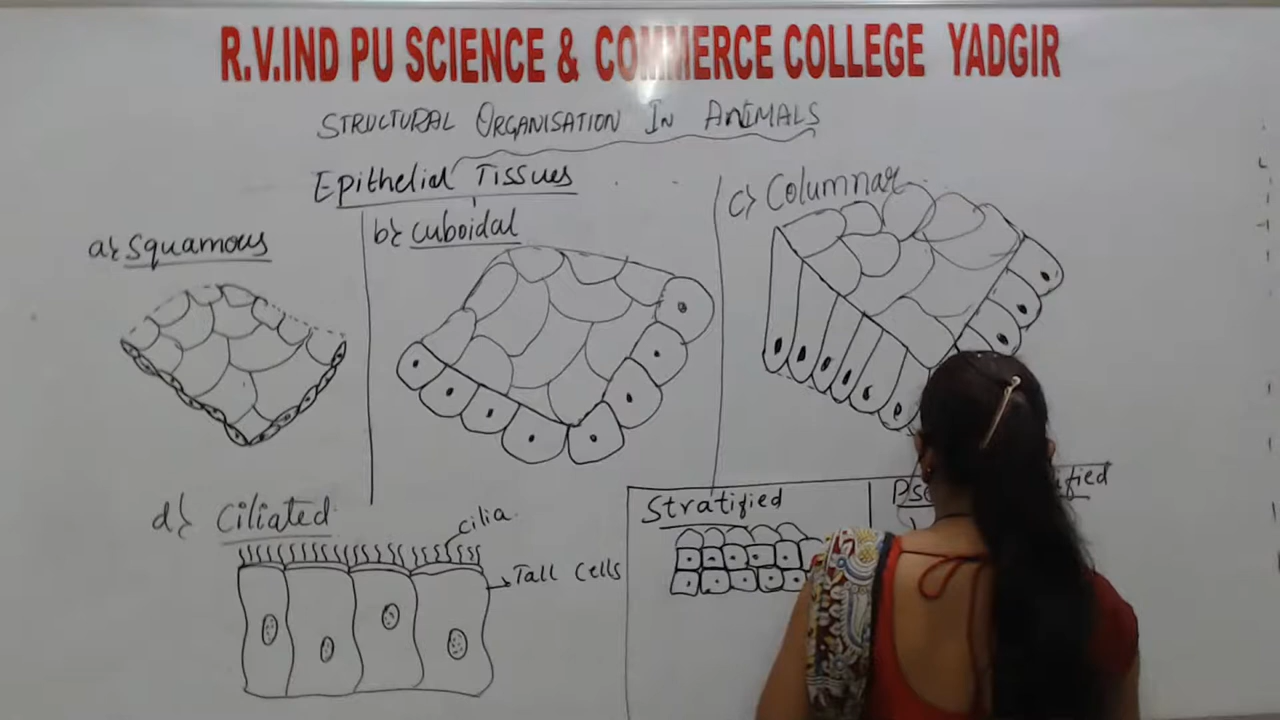 R.V.IND PU SCIENCE & COMMERCE COLLEGE YADGIR
STRUCTURAL ORGANISATION IN ANIMALS
Epithelial Tissues
a} Squamous
b} Cuboidal
c} Columnar
d} Ciliated
cilia
Tall cells
Stratified